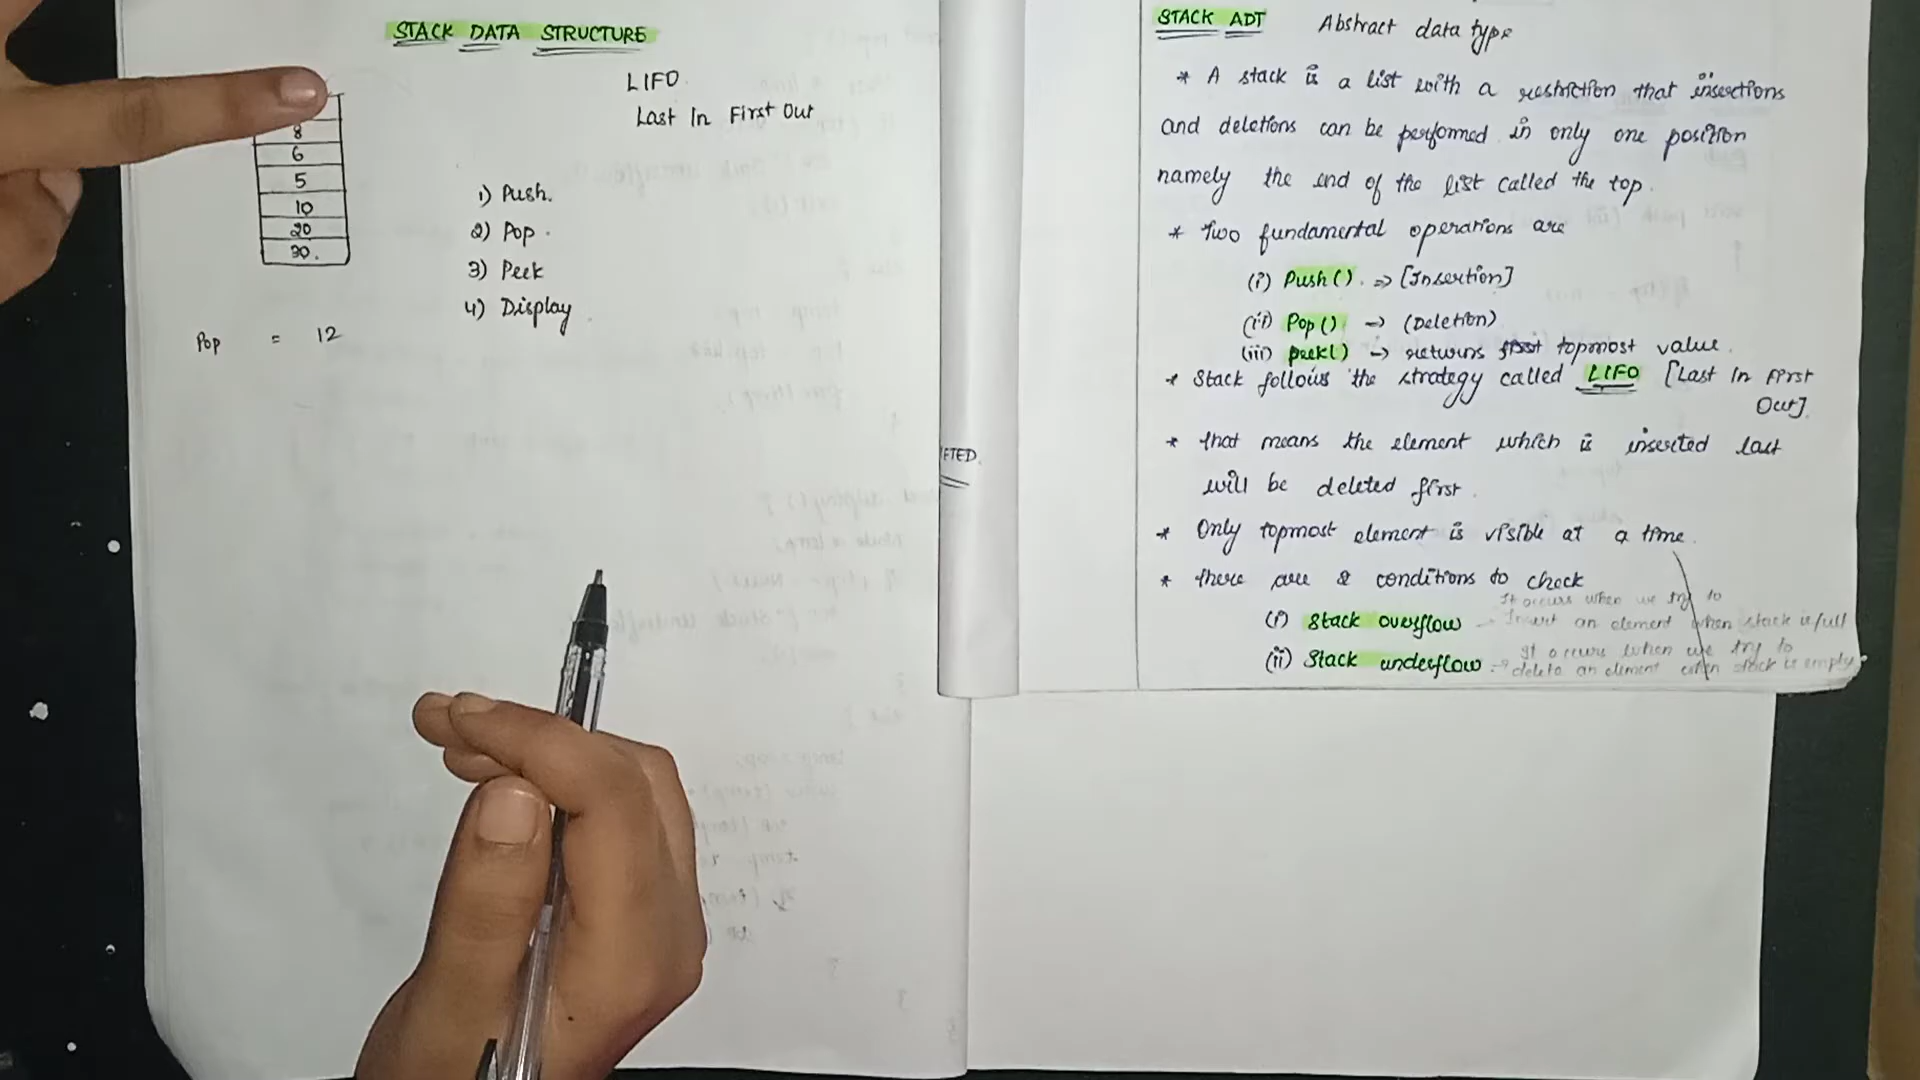 STACK DATA STRUCTURE
LIFO
Last In First Out
8
6
5
10
20
30.
1) Push.
2) Pop.
3) Peek
4) Display
Pop = 12
FTED.
STACK ADT Abstract data type
* A stack is a list with a restriction that insertions
and deletions can be performed in only one position
namely the end of the list called the top.
* Two fundamental operations are
(i) Push() => [Insertion]
(ii) Pop() -> (Deletion)
(iii) peek() -> returns topmost value.
* Stack follows the strategy called LIFO [Last In First
Out].
* that means the element which is inserted last
will be deleted first.
* Only topmost element is visible at a time.
* there are 2 conditions to check
It occurs when we try to
(i) Stack overflow - Insert an element when stack is full
It occurs when we try to
(ii) Stack underflow -> delete an element when stack is empty